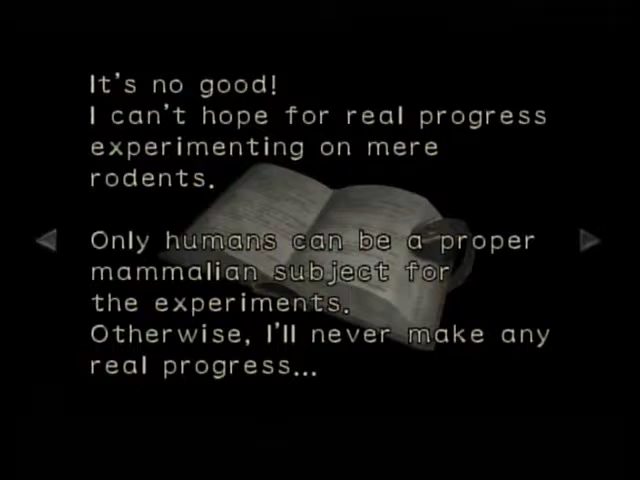 It's no good!
I can't hope for real progress
experimenting on mere
rodents.
Only humans can be a proper
mammalian subject for
the experiments.
Otherwise, I'll never make any
real progress...